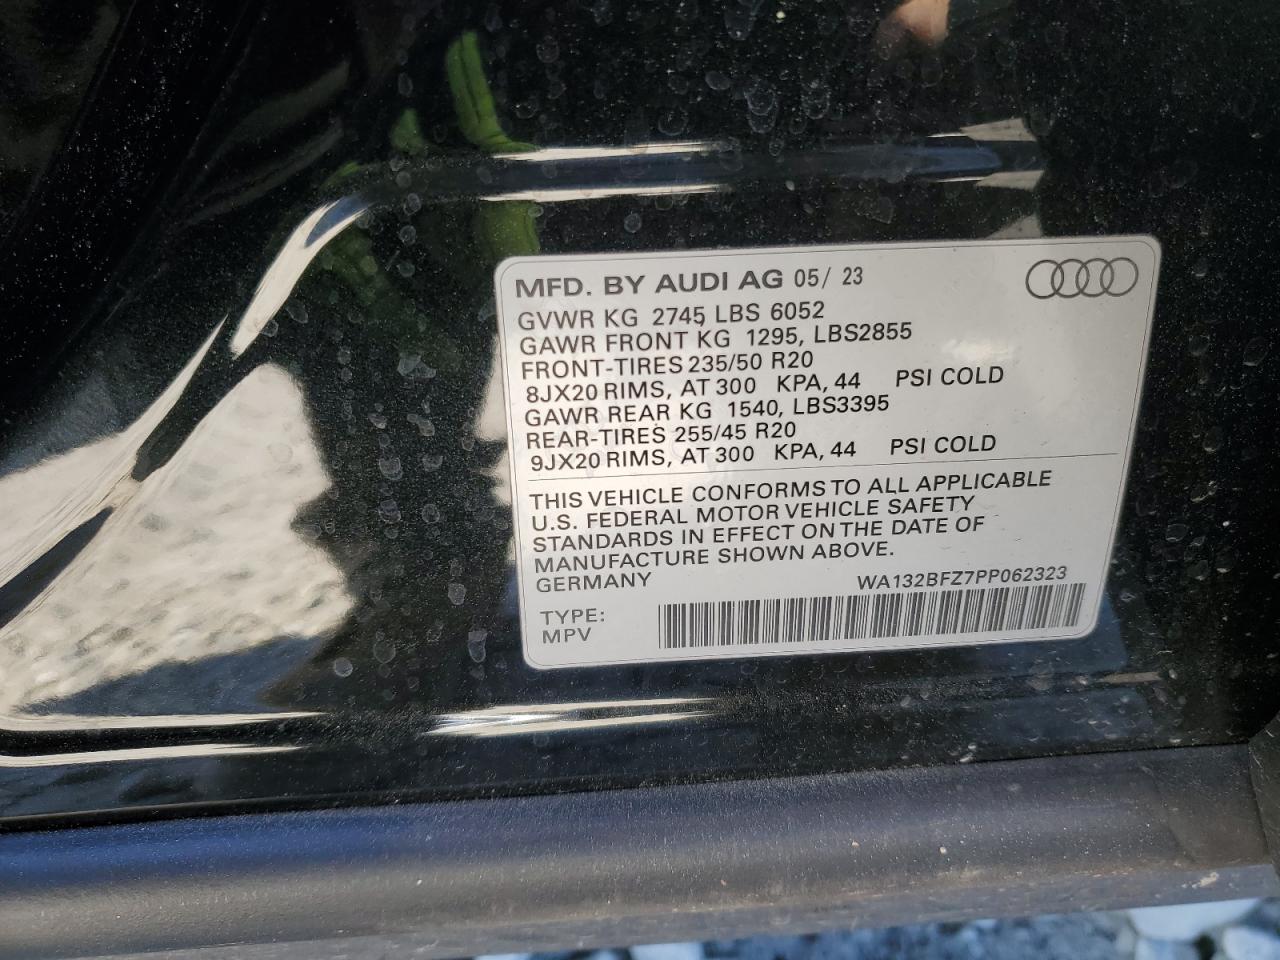 MFD. BY AUDI AG 05/ 23
GVWR KG 2745 LBS 6052
GAWR FRONT KG 1295, LBS2855
FRONT-TIRES 235/50 R20
8JX20 RIMS, AT 300 KPA, 44 PSI COLD
GAWR REAR KG 1540, LBS3395
REAR-TIRES 255/45 R20
9JX20 RIMS, AT 300 KPA, 44 PSI COLD
THIS VEHICLE CONFORMS TO ALL APPLICABLE
U.S. FEDERAL MOTOR VEHICLE SAFETY
STANDARDS IN EFFECT ON THE DATE OF
MANUFACTURE SHOWN ABOVE.
GERMANY WA132BFZ7PP062323
TYPE:
MPV